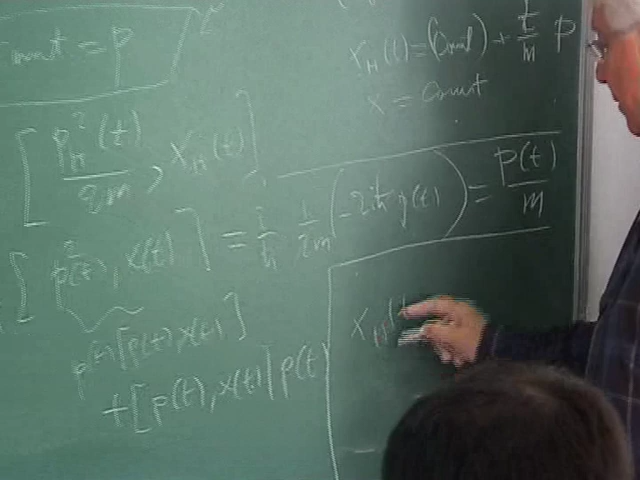 Const = p
x_H(t) = (Const) + t/m p
x = Const
[p_H^2(t)/2m, x_H(t)]
[p^2(t), x(t)] = i/ħ 1/2m (-2iħ p(t)) = p(t)/m
p(t)[p(t), x(t)]
+ [p(t), x(t)] p(t)
x_H(t